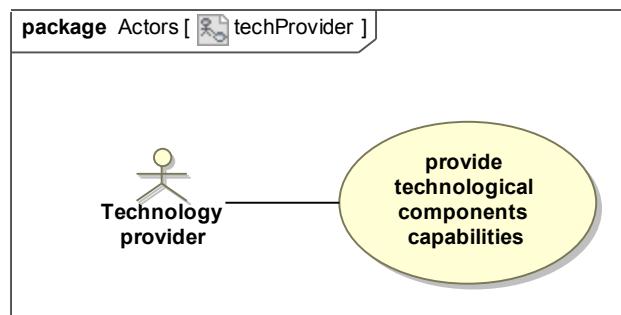 package Actors [ techProvider ]
provide
technological
components
capabilities
Technology
provider